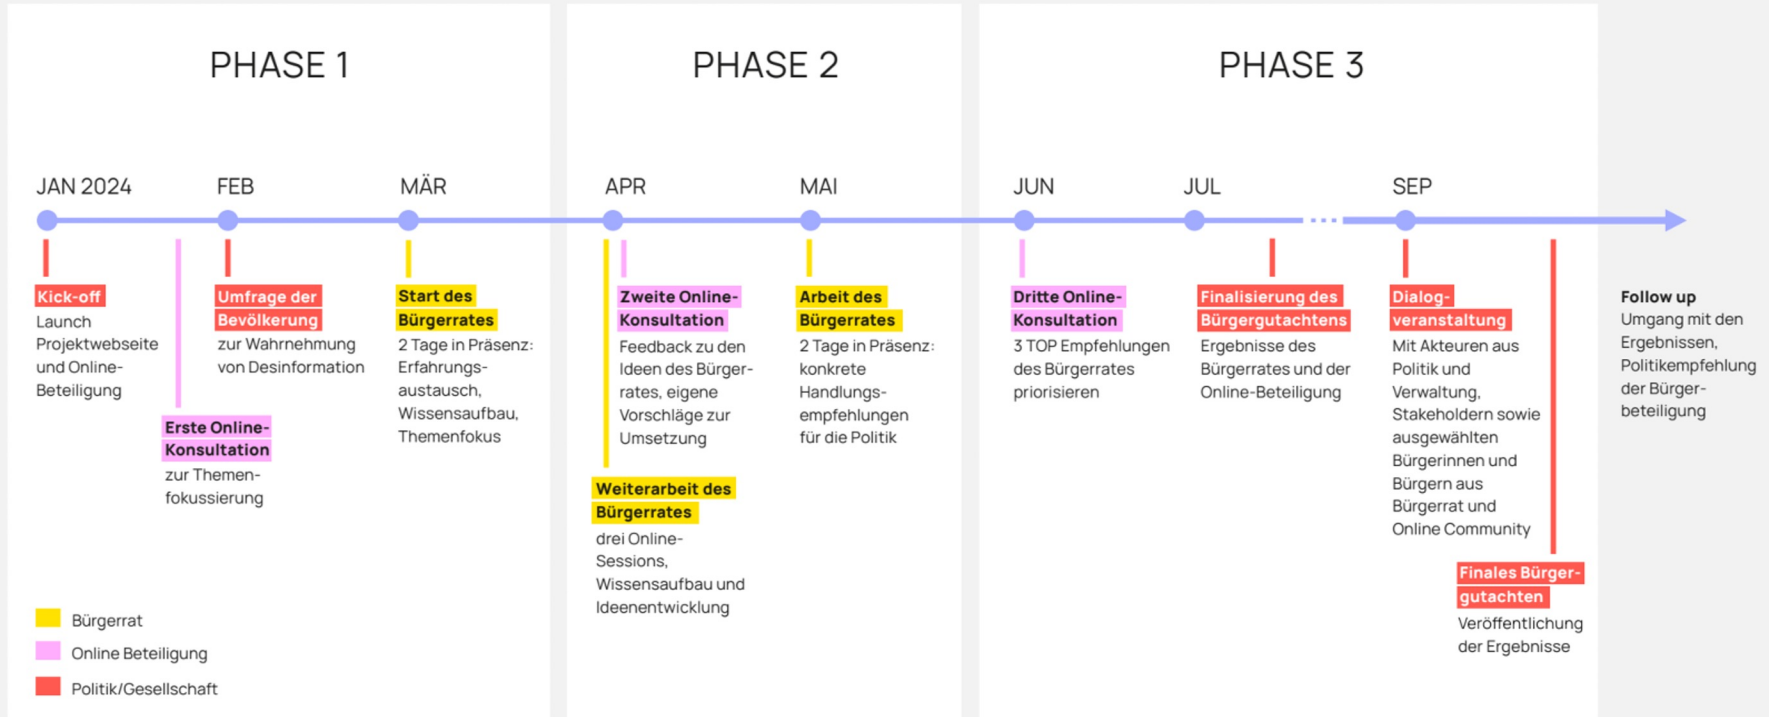 PHASE 1
JAN 2024
FEB
MÄR
Kick-off
Launch
Projektwebseite
und Online-
Beteiligung
Erste Online-
Konsultation
zur Themen-
fokussierung
Umfrage der
Bevölkerung
zur Wahrnehmung
von Desinformation
Start des
Bürgerrates
2 Tage in Präsenz:
Erfahrungs-
austausch,
Wissensaufbau,
Themenfokus
PHASE 2
APR
MAI
Zweite Online-
Konsultation
Feedback zu den
Ideen des Bürger-
rates, eigene
Vorschläge zur
Umsetzung
Weiterarbeit des
Bürgerrates
drei Online-
Sessions,
Wissensaufbau und
Ideenentwicklung
Arbeit des
Bürgerrates
2 Tage in Präsenz:
konkrete
Handlungs-
empfehlungen
für die Politik
PHASE 3
JUN
JUL
SEP
Dritte Online-
Konsultation
3 TOP Empfehlungen
des Bürgerrates
priorisieren
Finalisierung des
Bürgergutachtens
Ergebnisse des
Bürgerrates und der
Online-Beteiligung
Dialog-
veranstaltung
Mit Akteuren aus
Politik und
Verwaltung,
Stakeholdern sowie
ausgewählten
Bürgerinnen und
Bürgern aus
Bürgerrat und
Online Community
Finales Bürger-
gutachten
Veröffentlichung
der Ergebnisse
Follow up
Umgang mit den
Ergebnissen,
Politikempfehlung
der Bürger-
beteiligung
Bürgerrat
Online Beteiligung
Politik/Gesellschaft